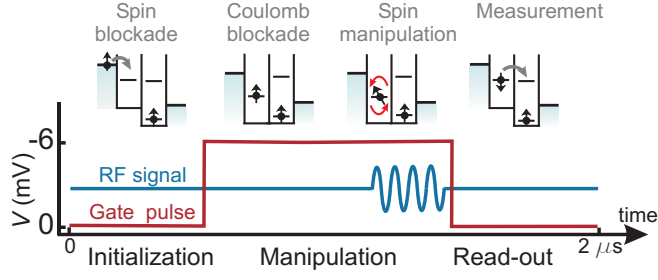 Spin blockade
Coulomb blockade
Spin manipulation
Measurement
V (mV)
-6
0
RF signal
Gate pulse
time
0
2 μs
Initialization
Manipulation
Read-out